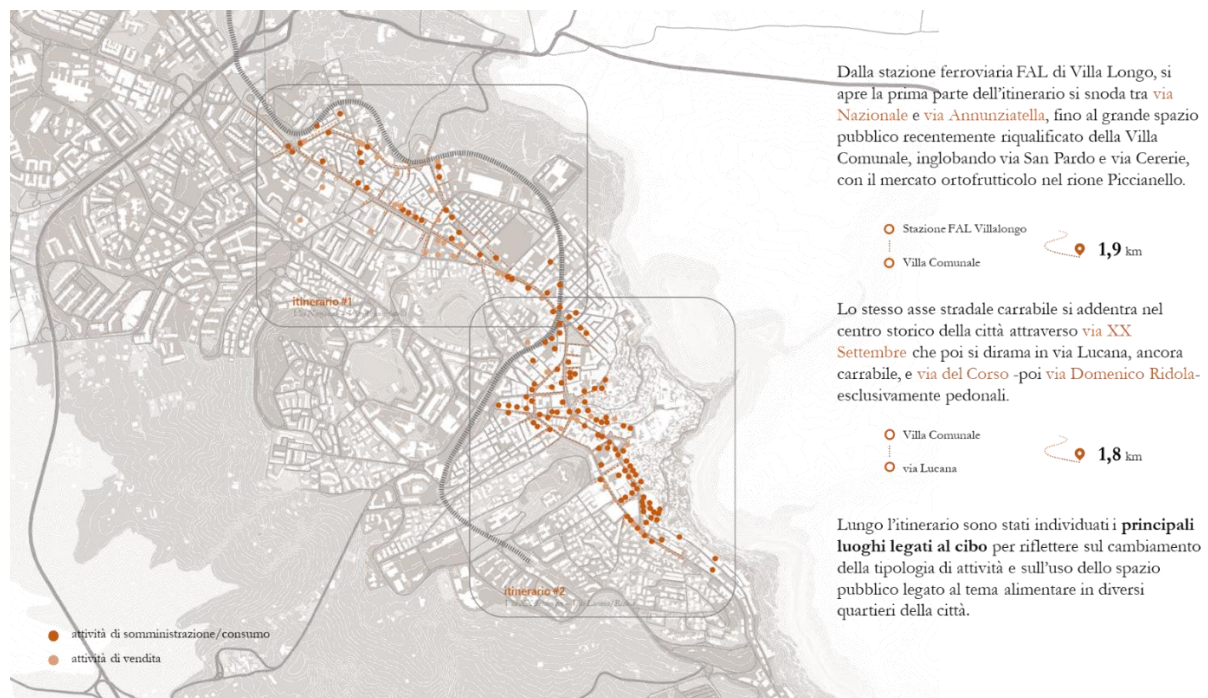 Dalla stazione ferroviaria FAL di Villa Longo, si
apre la prima parte dell'itinerario si snoda tra via
Nazionale e via Annunziatella, fino al grande spazio
pubblico recentemente riqualificato della Villa
Comunale, inglobando via San Pardo e via Cererie,
con il mercato ortofrutticolo nel rione Piccianello.
Stazione FAL Villalongo
Villa Comunale
1,9 km
Lo stesso asse stradale carrabile si addentra nel
centro storico della città attraverso via XX
Settembre che poi si dirama in via Lucana, ancora
carrabile, e via del Corso -poi via Domenico Ridola-
esclusivamente pedonali.
Villa Comunale
via Lucana
1,8 km
Lungo l'itinerario sono stati individuati i principali
luoghi legati al cibo per riflettere sul cambiamento
della tipologia di attività e sull'uso dello spazio
pubblico legato al tema alimentare in diversi
quartieri della città.
itinerario #1
itinerario #2
attività di somministrazione/consumo
attività di vendita